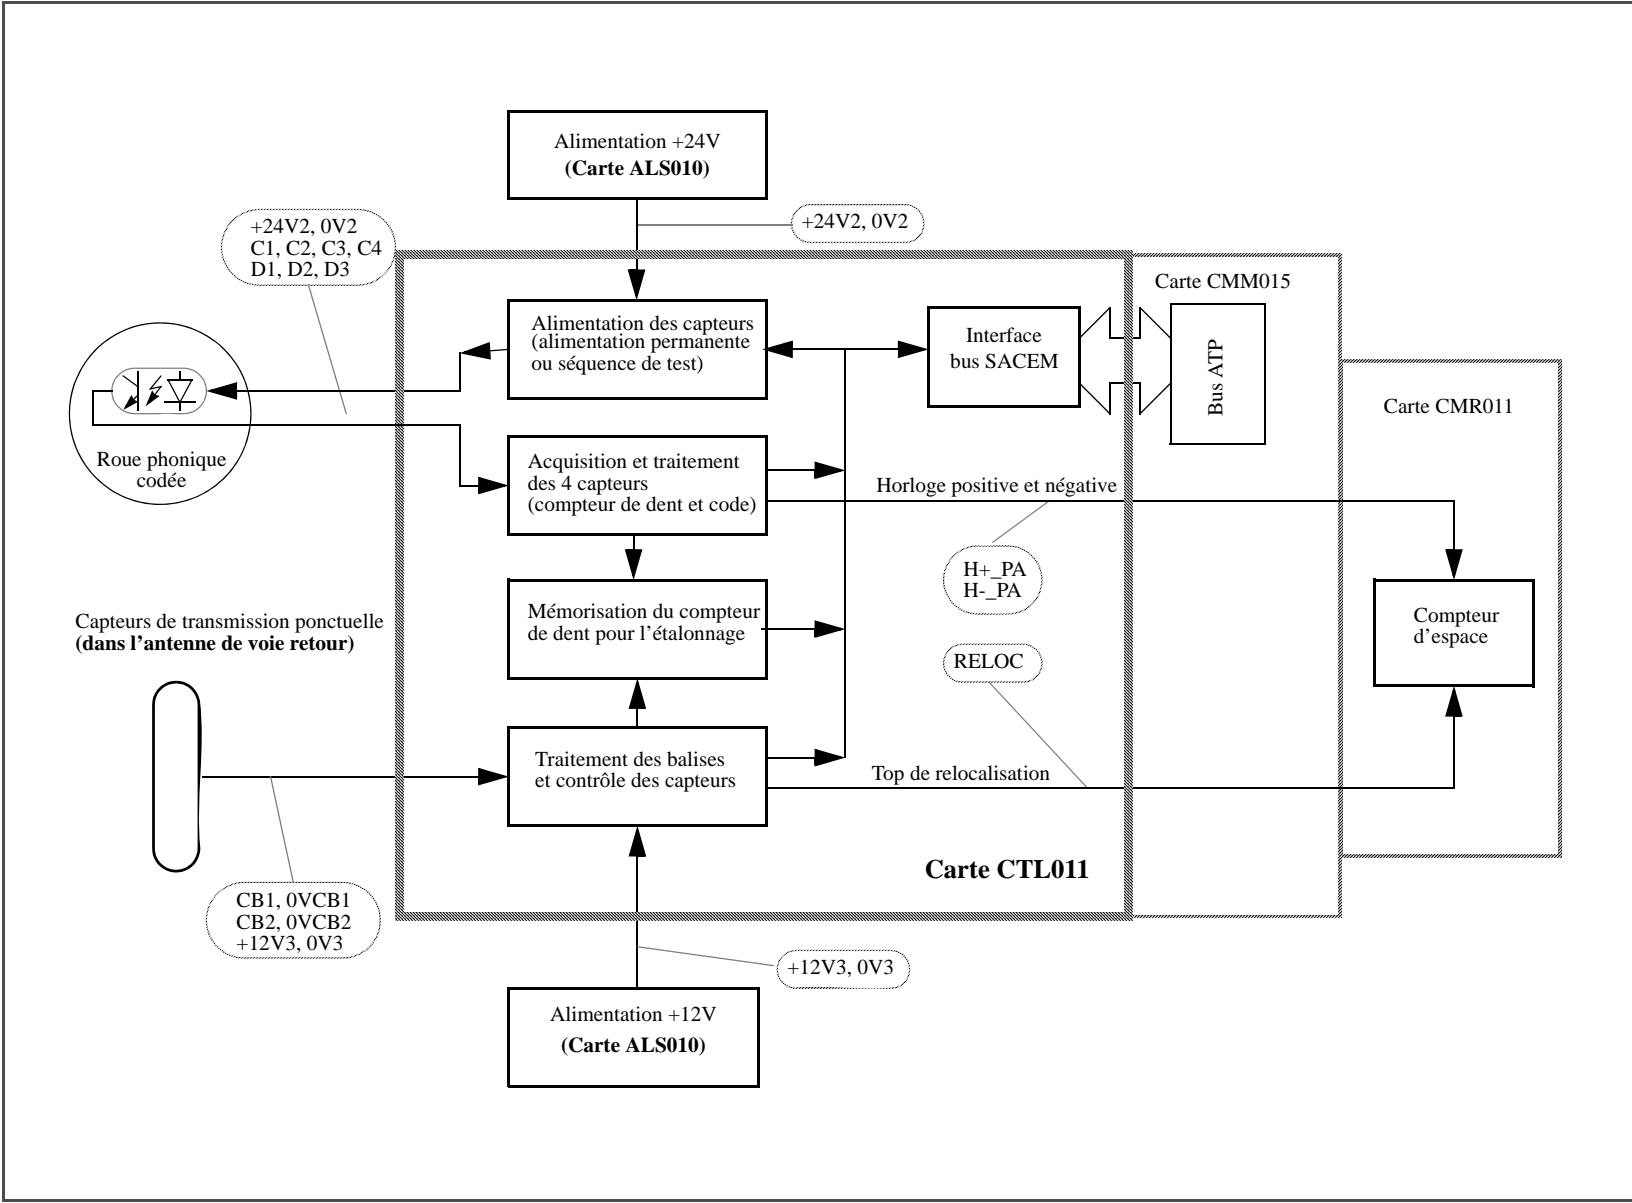 Alimentation +24V
(Carte ALS010)
+24V2, 0V2
+24V2, 0V2
C1, C2, C3, C4
D1, D2, D3
Carte CMM015
Alimentation des capteurs
(alimentation permanente
ou séquence de test)
Interface
bus SACEM
Bus ATP
Carte CMR011
Roue phonique
codée
Acquisition et traitement
des 4 capteurs
(compteur de dent et code)
Horloge positive et négative
H+_PA
H-_PA
Capteurs de transmission ponctuelle
(dans l'antenne de voie retour)
Mémorisation du compteur
de dent pour l'étalonnage
Compteur
d'espace
RELOC
Traitement des balises
et contrôle des capteurs
Top de relocalisation
Carte CTL011
CB1, 0VCB1
CB2, 0VCB2
+12V3, 0V3
+12V3, 0V3
Alimentation +12V
(Carte ALS010)